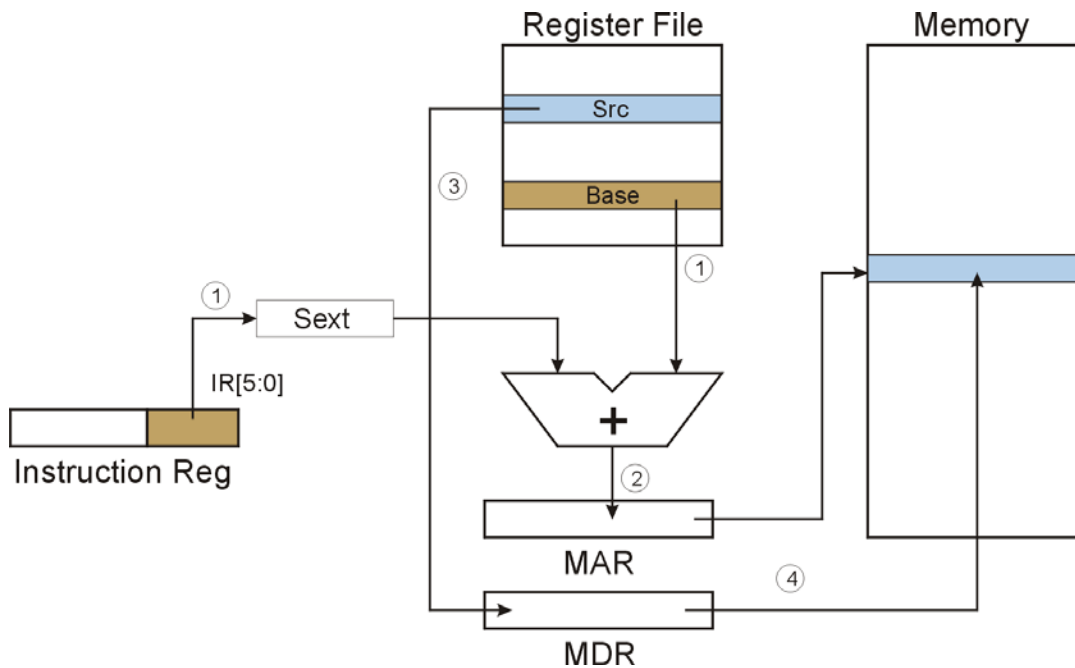 Register File
Memory
Src
③
Base
①
①
Sext
IR[5:0]
+
Instruction Reg
②
MAR
④
MDR